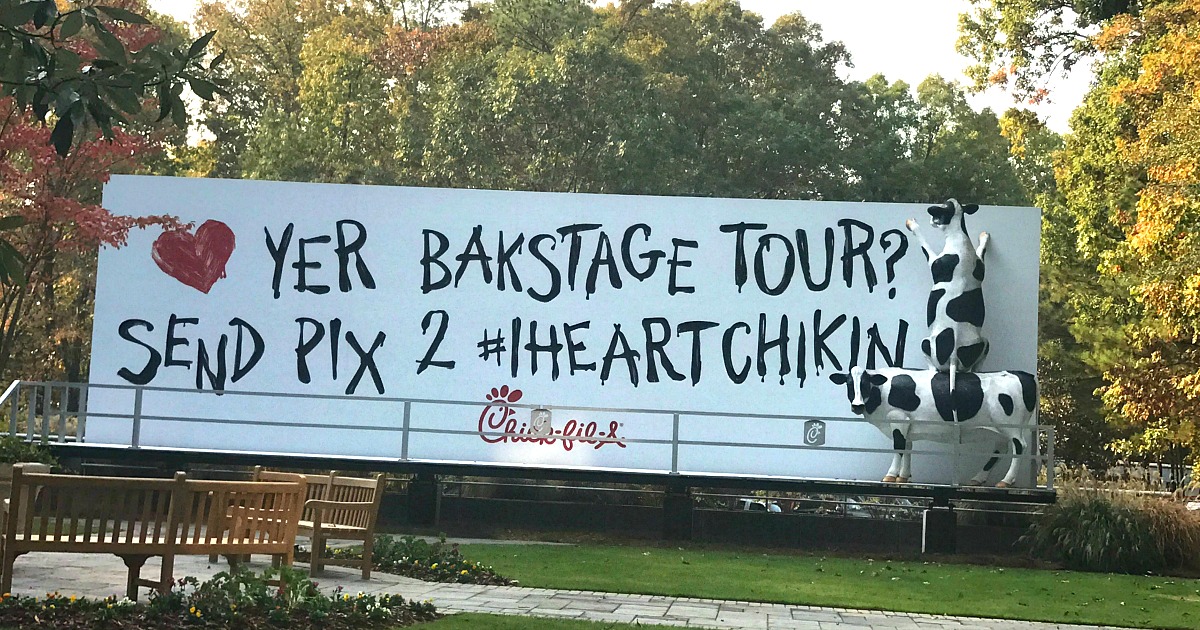 ❤ YER BAKSTAGE TOUR?
SEND PIX 2 #IHEARTCHIKIN
Chick-fil-A